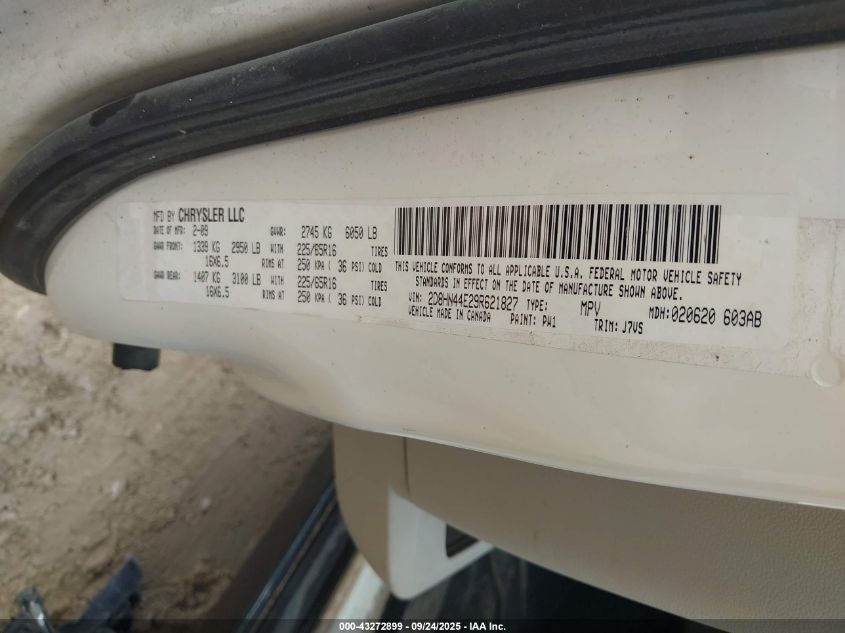 MFD BY CHRYSLER LLC
DATE OF MFR: 2-09 GVWR: 2745 KG 6050 LB
GAWR FRONT: 1339 KG 2950 LB WITH 225/65R16 TIRES
16X6.5 RIMS AT 250 KPA ( 36 PSI) COLD
GAWR REAR: 1407 KG 3100 LB WITH 225/65R16 TIRES
16X6.5 RIMS AT 250 KPA ( 36 PSI) COLD
THIS VEHICLE CONFORMS TO ALL APPLICABLE U.S.A. FEDERAL MOTOR VEHICLE SAFETY
STANDARDS IN EFFECT ON THE DATE OF MANUFACTURE SHOWN ABOVE.
VIN: 2D8HN44E29R621827 TYPE: MPV MDH: 020620 603AB
VEHICLE MADE IN CANADA PAINT: PW1 TRIM: J7VS
000-43272899 - 09/24/2025 - IAA Inc.